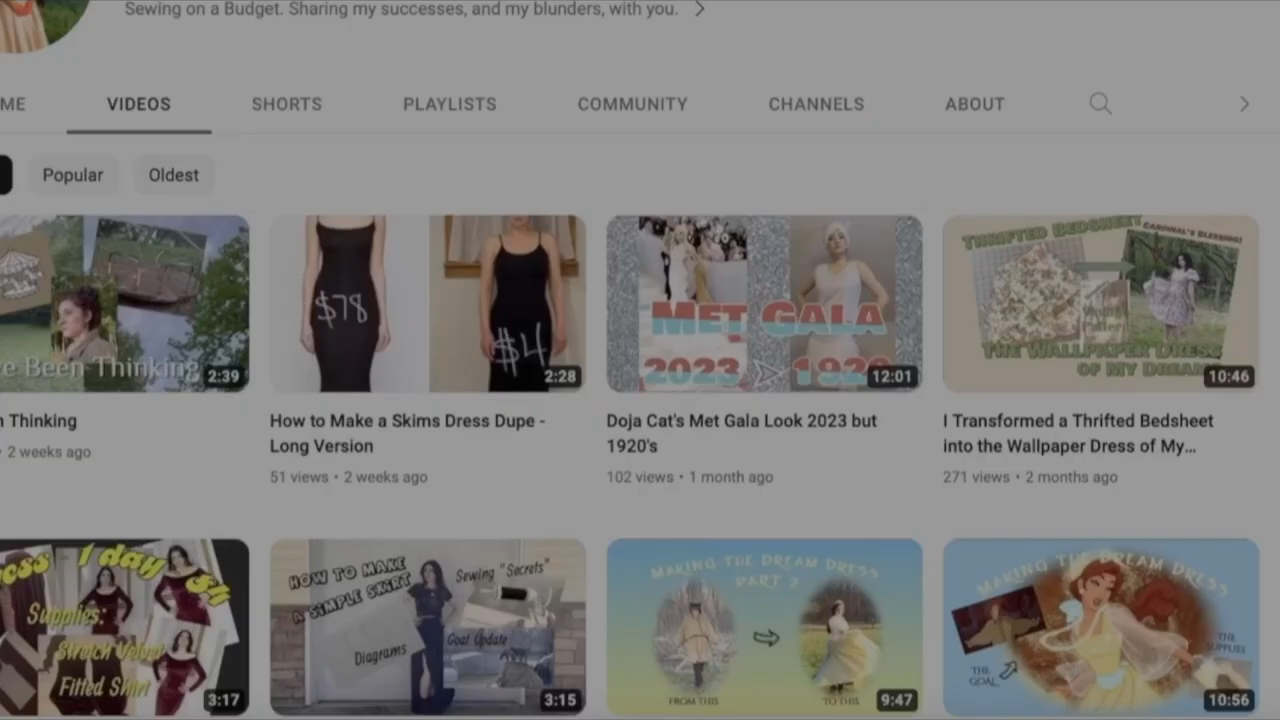 Sewing on a Budget. Sharing my successes, and my blunders, with you.
ME VIDEOS SHORTS PLAYLISTS COMMUNITY CHANNELS ABOUT
Popular Oldest
e Been Thinking
2:39
$78
$4
2:28
MET GALA
2023 192
12:01
THRIFTED BEDSHEET
CARDINAL'S BLESSING!
THE WALLPAPER DRESS
OF MY DREAM
10:46
Thinking
2 weeks ago
How to Make a Skims Dress Dupe -
Long Version
51 views • 2 weeks ago
Doja Cat's Met Gala Look 2023 but
1920's
102 views • 1 month ago
I Transformed a Thrifted Bedsheet
into the Wallpaper Dress of My...
271 views • 2 months ago
1 day
Supplies:
Stretch Velvet
Fitted Shirt
3:17
HOW TO MAKE
A SIMPLE SKIRT
Sewing "Secrets"
Diagrams
Goat Update
3:15
MAKING THE DREAM DRESS
PART 2
FROM THIS
TO THIS
9:47
MAKING THE DREAM DRESS
THE
GOAL
THE
SUPPLIES
10:56